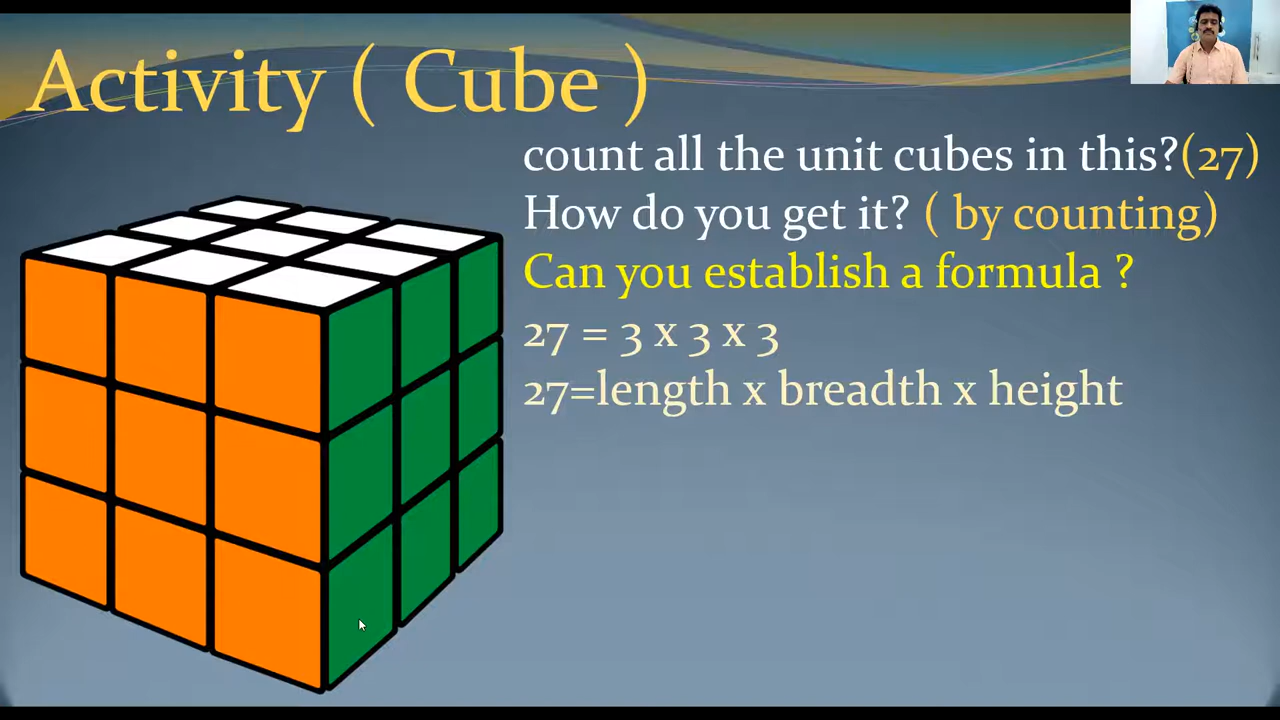 Activity ( Cube )
count all the unit cubes in this?(27)
How do you get it? ( by counting)
Can you establish a formula ?
27 = 3 x 3 x 3
27=length x breadth x height